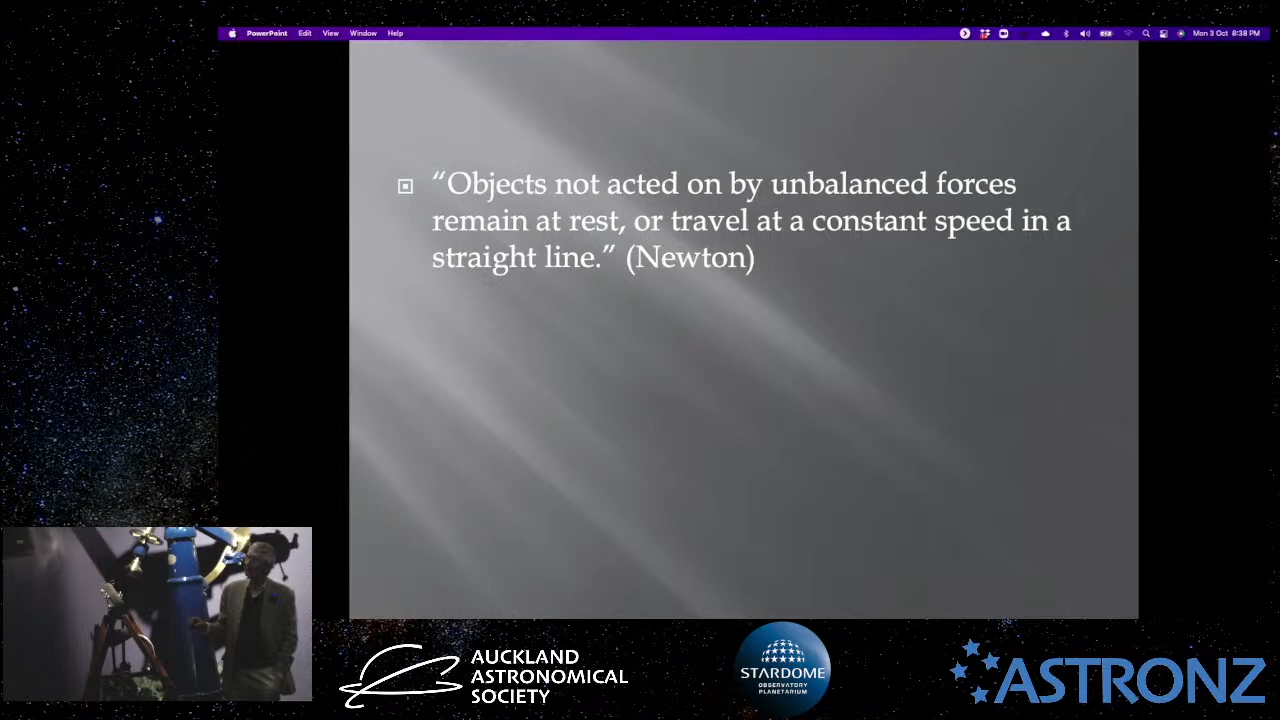 PowerPoint Edit View Window Help
Mon 3 Oct 8:38 PM
“Objects not acted on by unbalanced forces
remain at rest, or travel at a constant speed in a
straight line.” (Newton)
AUCKLAND
ASTRONOMICAL
SOCIETY
STARDOME
OBSERVATORY
PLANETARIUM
ASTRONZ